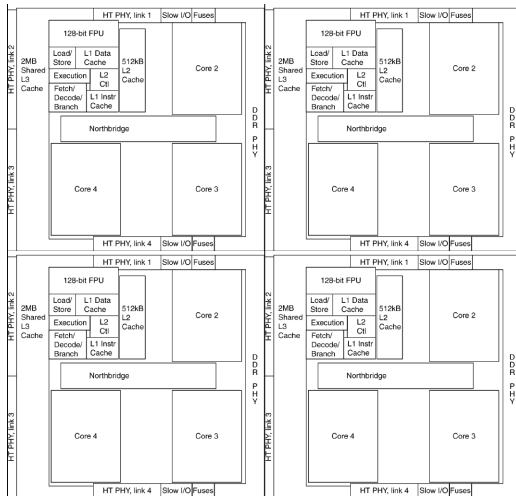 HT PHY, link 1 Slow I/O Fuses
HT PHY, link 2
2MB
Shared
L3
Cache
128-bit FPU
Load/
Store
L1 Data
Cache
Execution
L2
Ctl
Fetch/
Decode/
Branch
L1 Instr
Cache
512kB
L2
Cache
Core 2
DDR PHY
Northbridge
HT PHY, link 3
Core 4
Core 3
HT PHY, link 4 Slow I/O Fuses
HT PHY, link 1 Slow I/O Fuses
HT PHY, link 2
2MB
Shared
L3
Cache
128-bit FPU
Load/
Store
L1 Data
Cache
Execution
L2
Ctl
Fetch/
Decode/
Branch
L1 Instr
Cache
512kB
L2
Cache
Core 2
DDR PHY
Northbridge
HT PHY, link 3
Core 4
Core 3
HT PHY, link 4 Slow I/O Fuses
HT PHY, link 1 Slow I/O Fuses
HT PHY, link 2
2MB
Shared
L3
Cache
128-bit FPU
Load/
Store
L1 Data
Cache
Execution
L2
Ctl
Fetch/
Decode/
Branch
L1 Instr
Cache
512kB
L2
Cache
Core 2
DDR PHY
Northbridge
HT PHY, link 3
Core 4
Core 3
HT PHY, link 4 Slow I/O Fuses
HT PHY, link 1 Slow I/O Fuses
HT PHY, link 2
2MB
Shared
L3
Cache
128-bit FPU
Load/
Store
L1 Data
Cache
Execution
L2
Ctl
Fetch/
Decode/
Branch
L1 Instr
Cache
512kB
L2
Cache
Core 2
DDR PHY
Northbridge
HT PHY, link 3
Core 4
Core 3
HT PHY, link 4 Slow I/O Fuses